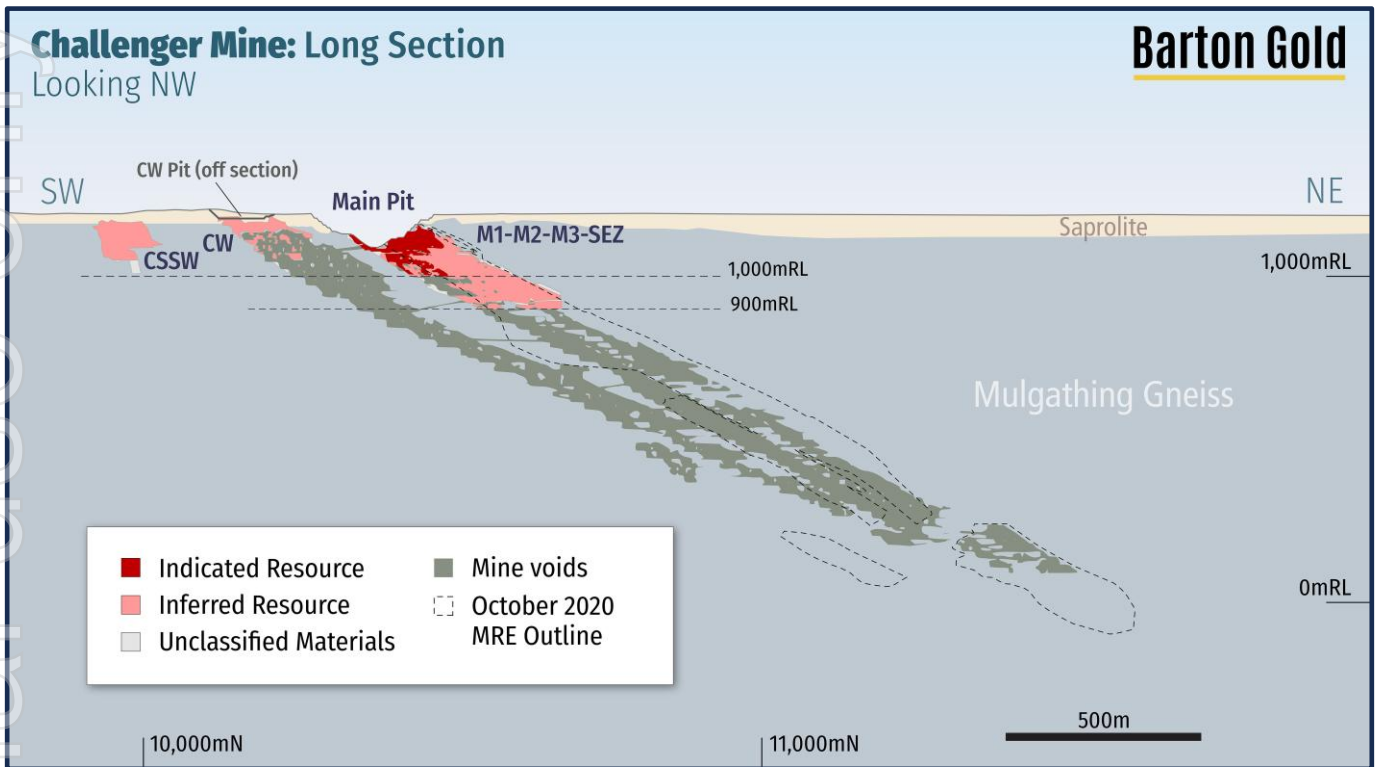 Challenger Mine: Long Section
Looking NW
Barton Gold
CW Pit (off section)
SW
Main Pit
NE
CW
M1-M2-M3-SEZ
Saprolite
CSSW
1,000mRL
1,000mRL
900mRL
Mulgathing Gneiss
Indicated Resource
Inferred Resource
Unclassified Materials
Mine voids
October 2020
MRE Outline
0mRL
500m
10,000mN
11,000mN